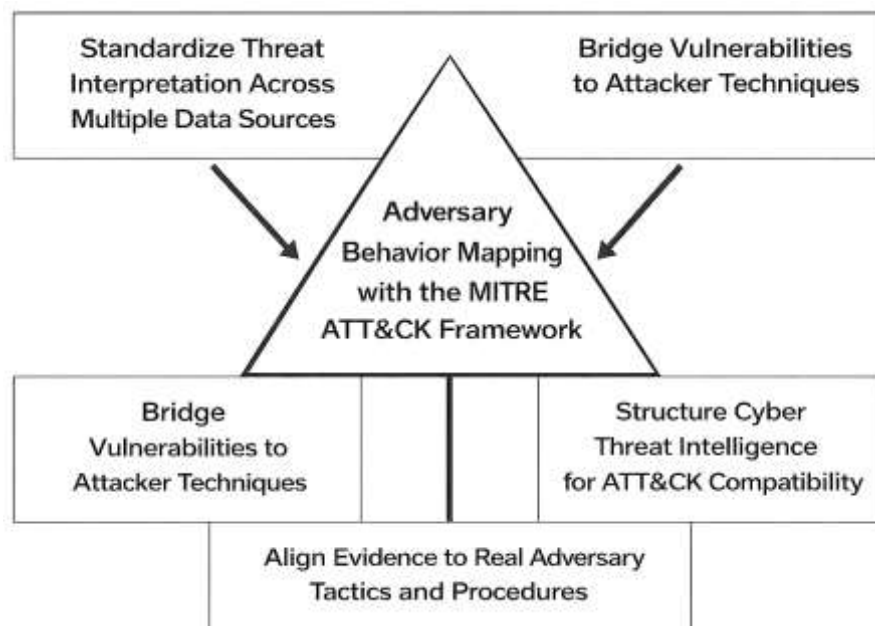 Standardize Threat
Interpretation Across
Multiple Data Sources
Bridge Vulnerabilities
to Attacker Techniques
Adversary
Behavior Mapping
with the MITRE
ATT&CK Framework
Bridge
Vulnerabilities to
Attacker Techniques
Structure Cyber
Threat Intelligence
for ATT&CK Compatibility
Align Evidence to Real Adversary
Tactics and Procedures